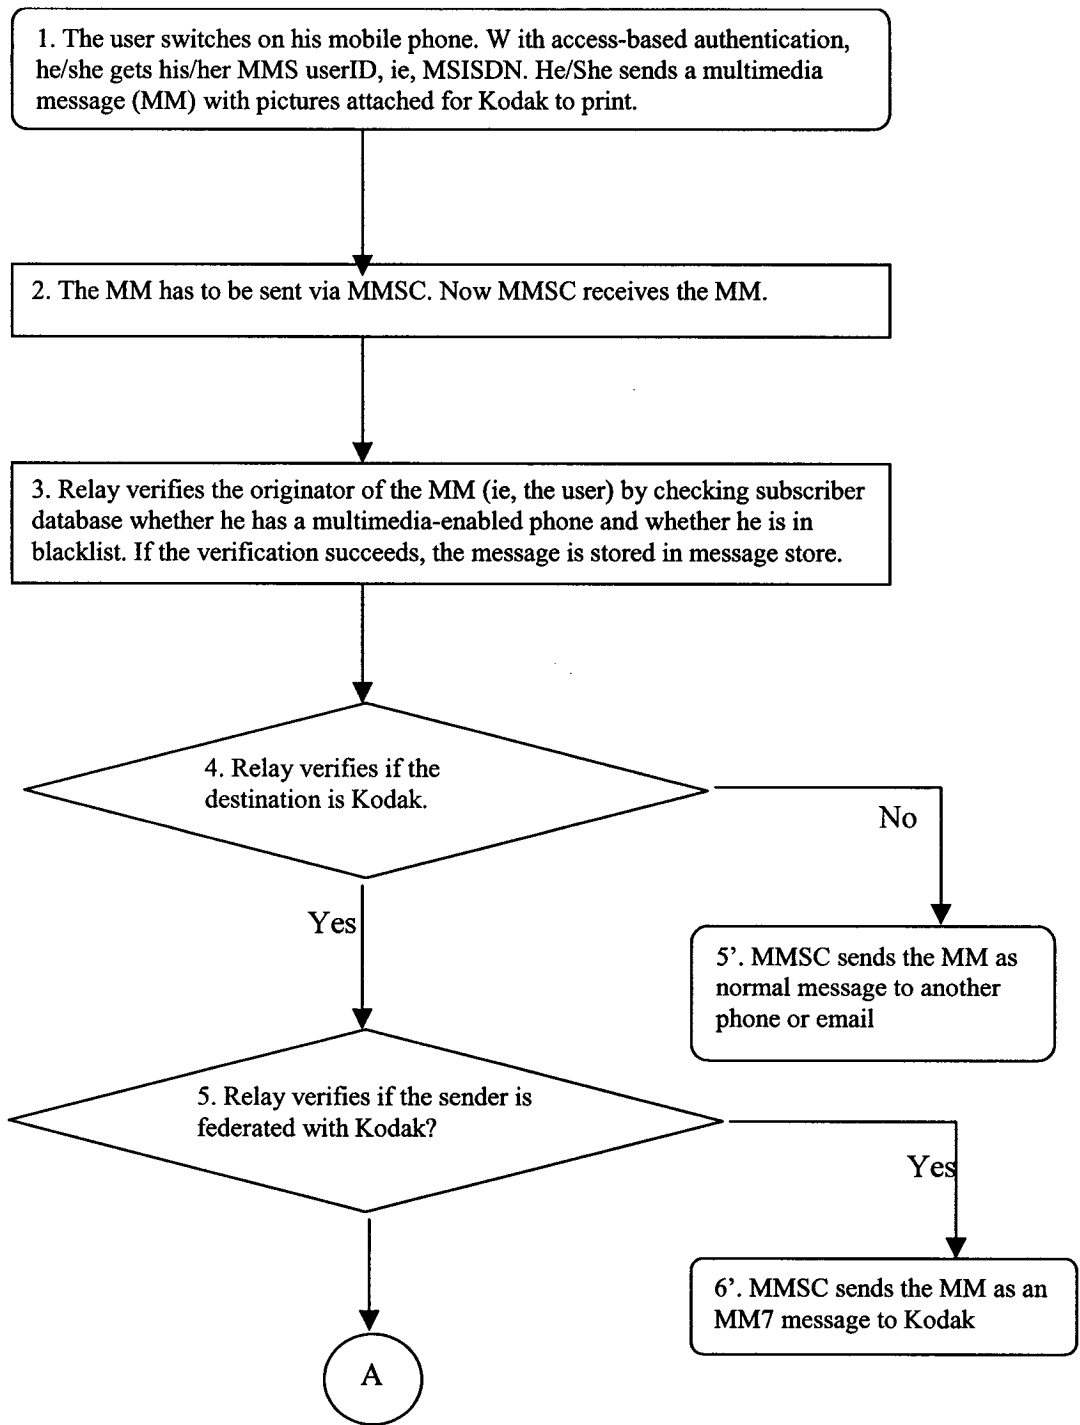 1. The user switches on his mobile phone. W ith access-based authentication,
he/she gets his/her MMS userID, ie, MSISDN. He/She sends a multimedia
message (MM) with pictures attached for Kodak to print.
2. The MM has to be sent via MMSC. Now MMSC receives the MM.
3. Relay verifies the originator of the MM (ie, the user) by checking subscriber
database whether he has a multimedia-enabled phone and whether he is in
blacklist. If the verification succeeds, the message is stored in message store.
4. Relay verifies if the
destination is Kodak.
No
Yes
5’. MMSC sends the MM as
normal message to another
phone or email
5. Relay verifies if the sender is
federated with Kodak?
Yes
6’. MMSC sends the MM as an
MM7 message to Kodak
A